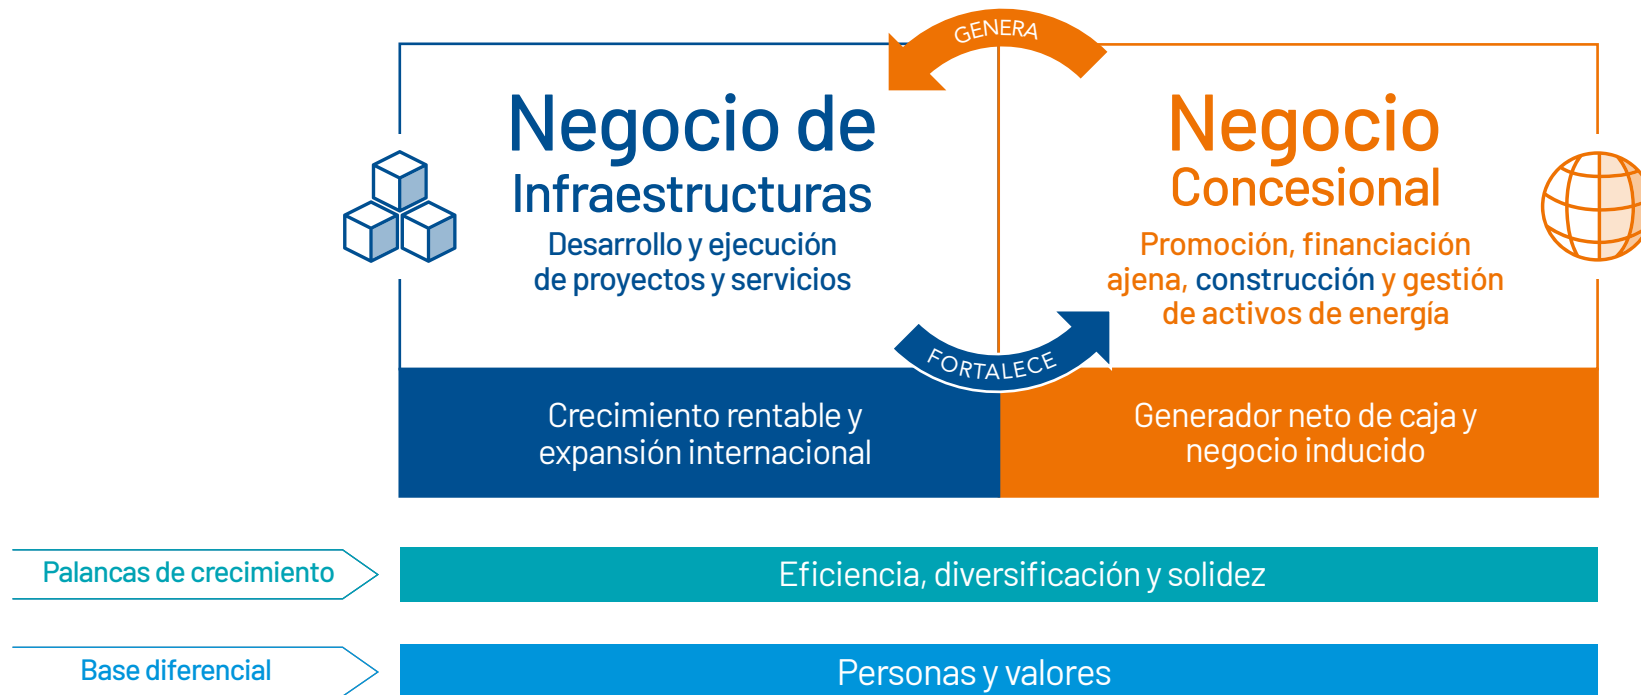 GENERA
Negocio de
Infraestructuras
Desarrollo y ejecución
de proyectos y servicios
Negocio
Concesional
Promoción, financiación
ajena, construcción y gestión
de activos de energía
FORTALECE
Crecimiento rentable y
expansión internacional
Generador neto de caja y
negocio inducido
Palancas de crecimiento
Eficiencia, diversificación y solidez
Base diferencial
Personas y valores